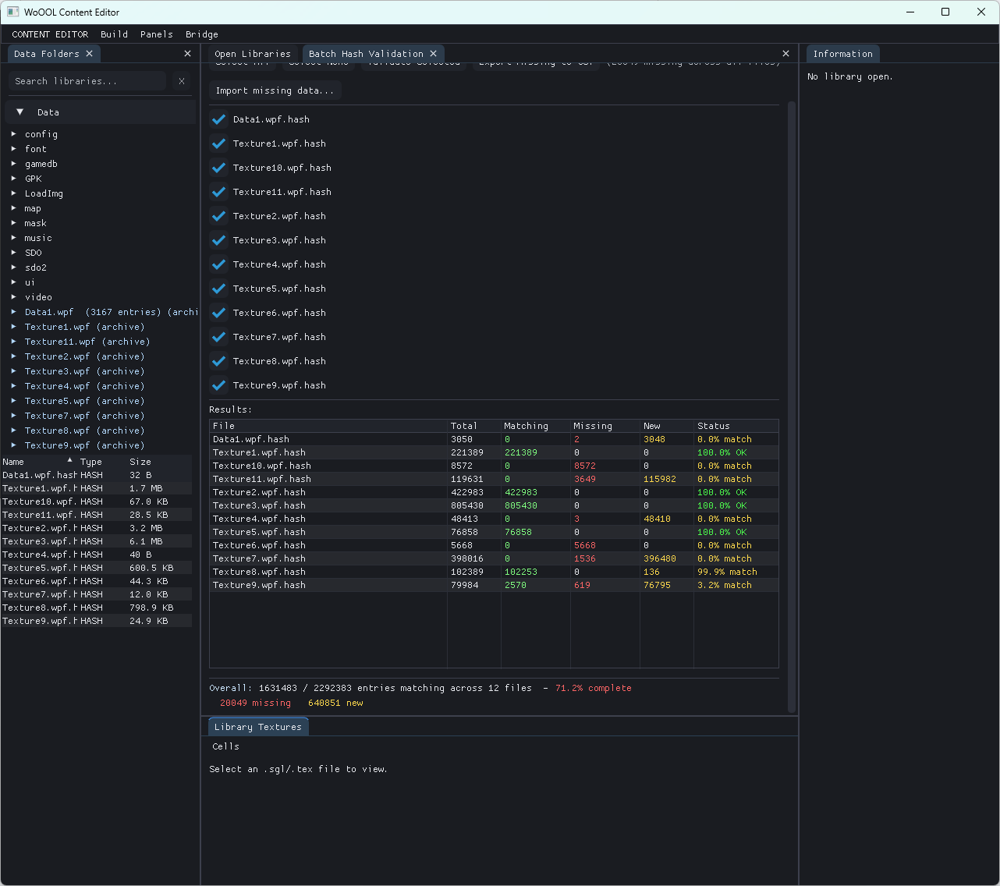 WoOOL Content Editor
CONTENT EDITOR Build Panels Bridge
Data Folders
Search libraries...
X
Data
config
font
gamedb
GPK
LoadImg
map
mask
music
SDO
sdo2
ui
video
Data1.wpf (3167 entries) (archi
Texture1.wpf (archive)
Texture11.wpf (archive)
Texture2.wpf (archive)
Texture3.wpf (archive)
Texture4.wpf (archive)
Texture5.wpf (archive)
Texture7.wpf (archive)
Texture8.wpf (archive)
Texture9.wpf (archive)
Name Type Size
Data1.wpf.hash HASH 32 B
Texture1.wpf.h HASH 1.7 MB
Texture10.wpf. HASH 67.0 KB
Texture11.wpf. HASH 28.5 KB
Texture2.wpf.h HASH 3.2 MB
Texture3.wpf.h HASH 6.1 MB
Texture4.wpf.h HASH 40 B
Texture5.wpf.h HASH 600.5 KB
Texture6.wpf.h HASH 44.3 KB
Texture7.wpf.h HASH 12.0 KB
Texture8.wpf.h HASH 798.9 KB
Texture9.wpf.h HASH 24.9 KB
Open Libraries Batch Hash Validation
Import missing data...
Data1.wpf.hash
Texture1.wpf.hash
Texture10.wpf.hash
Texture11.wpf.hash
Texture2.wpf.hash
Texture3.wpf.hash
Texture4.wpf.hash
Texture5.wpf.hash
Texture6.wpf.hash
Texture7.wpf.hash
Texture8.wpf.hash
Texture9.wpf.hash
Results:
File Total Matching Missing New Status
Data1.wpf.hash 3050 0 2 3048 0.0% match
Texture1.wpf.hash 221389 221389 0 0 100.0% OK
Texture10.wpf.hash 8572 0 8572 0 0.0% match
Texture11.wpf.hash 119631 0 3649 115982 0.0% match
Texture2.wpf.hash 422983 422983 0 0 100.0% OK
Texture3.wpf.hash 805430 805430 0 0 100.0% OK
Texture4.wpf.hash 48413 0 3 48410 0.0% match
Texture5.wpf.hash 76858 76858 0 0 100.0% OK
Texture6.wpf.hash 5668 0 5668 0 0.0% match
Texture7.wpf.hash 398016 0 1536 396480 0.0% match
Texture8.wpf.hash 102389 102253 0 136 99.9% match
Texture9.wpf.hash 79984 2570 619 76795 3.2% match
Overall: 1631483 / 2292383 entries matching across 12 files - 71.2% complete
20049 missing 640851 new
Library Textures
Cells
Select an .sgl/.tex file to view.
Information
No library open.